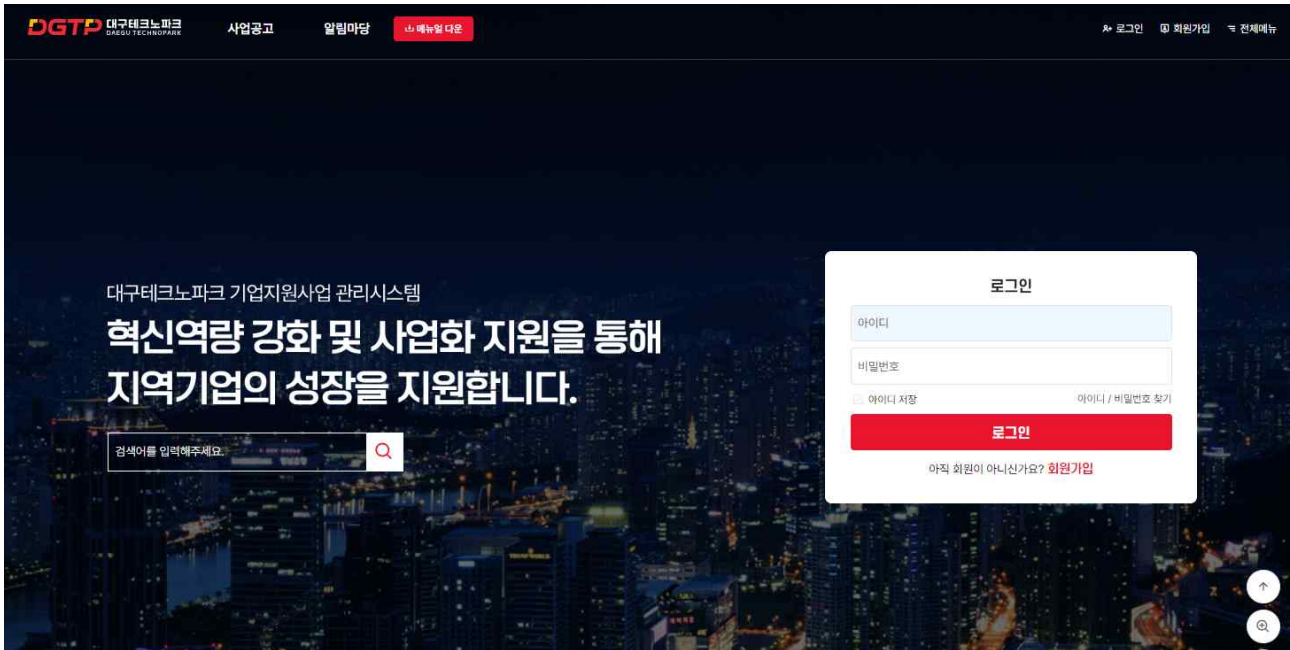 DGTP 대구테크노파크
DAEGU TECHNOPARK
사업공고
알림마당
메뉴얼 다운
로그인
회원가입
전체메뉴
대구테크노파크 기업지원사업 관리시스템
혁신역량 강화 및 사업화 지원을 통해
지역기업의 성장을 지원합니다.
검색어를 입력해주세요.
로그인
아이디
비밀번호
아이디 저장
아이디 / 비밀번호 찾기
로그인
아직 회원이 아니신가요? 회원가입